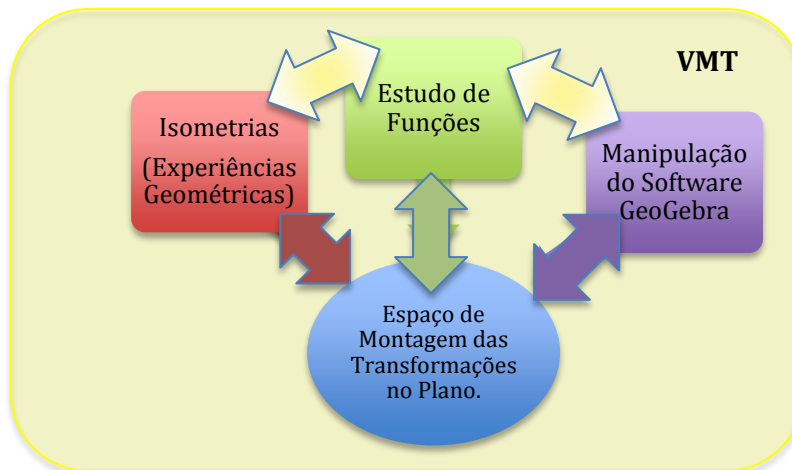 VMT
Estudo de
Funções
Isometrias
(Experiências
Geométricas)
Manipulação
do Software
GeoGebra
Espaço de
Montagem das
Transformações
no Plano.